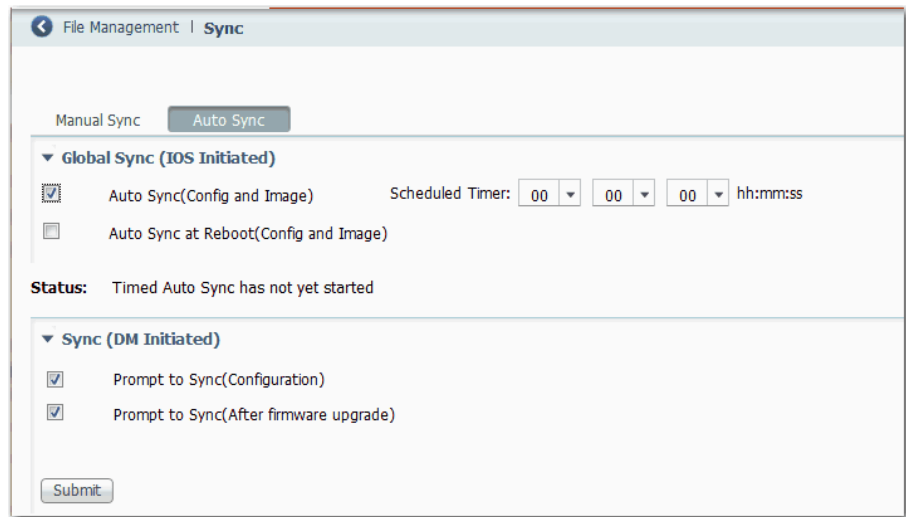 File Management | Sync
Manual Sync Auto Sync
Global Sync (IOS Initiated)
Auto Sync(Config and Image) Scheduled Timer: 00 00 00 hh:mm:ss
Auto Sync at Reboot(Config and Image)
Status: Timed Auto Sync has not yet started
Sync (DM Initiated)
Prompt to Sync(Configuration)
Prompt to Sync(After firmware upgrade)
Submit